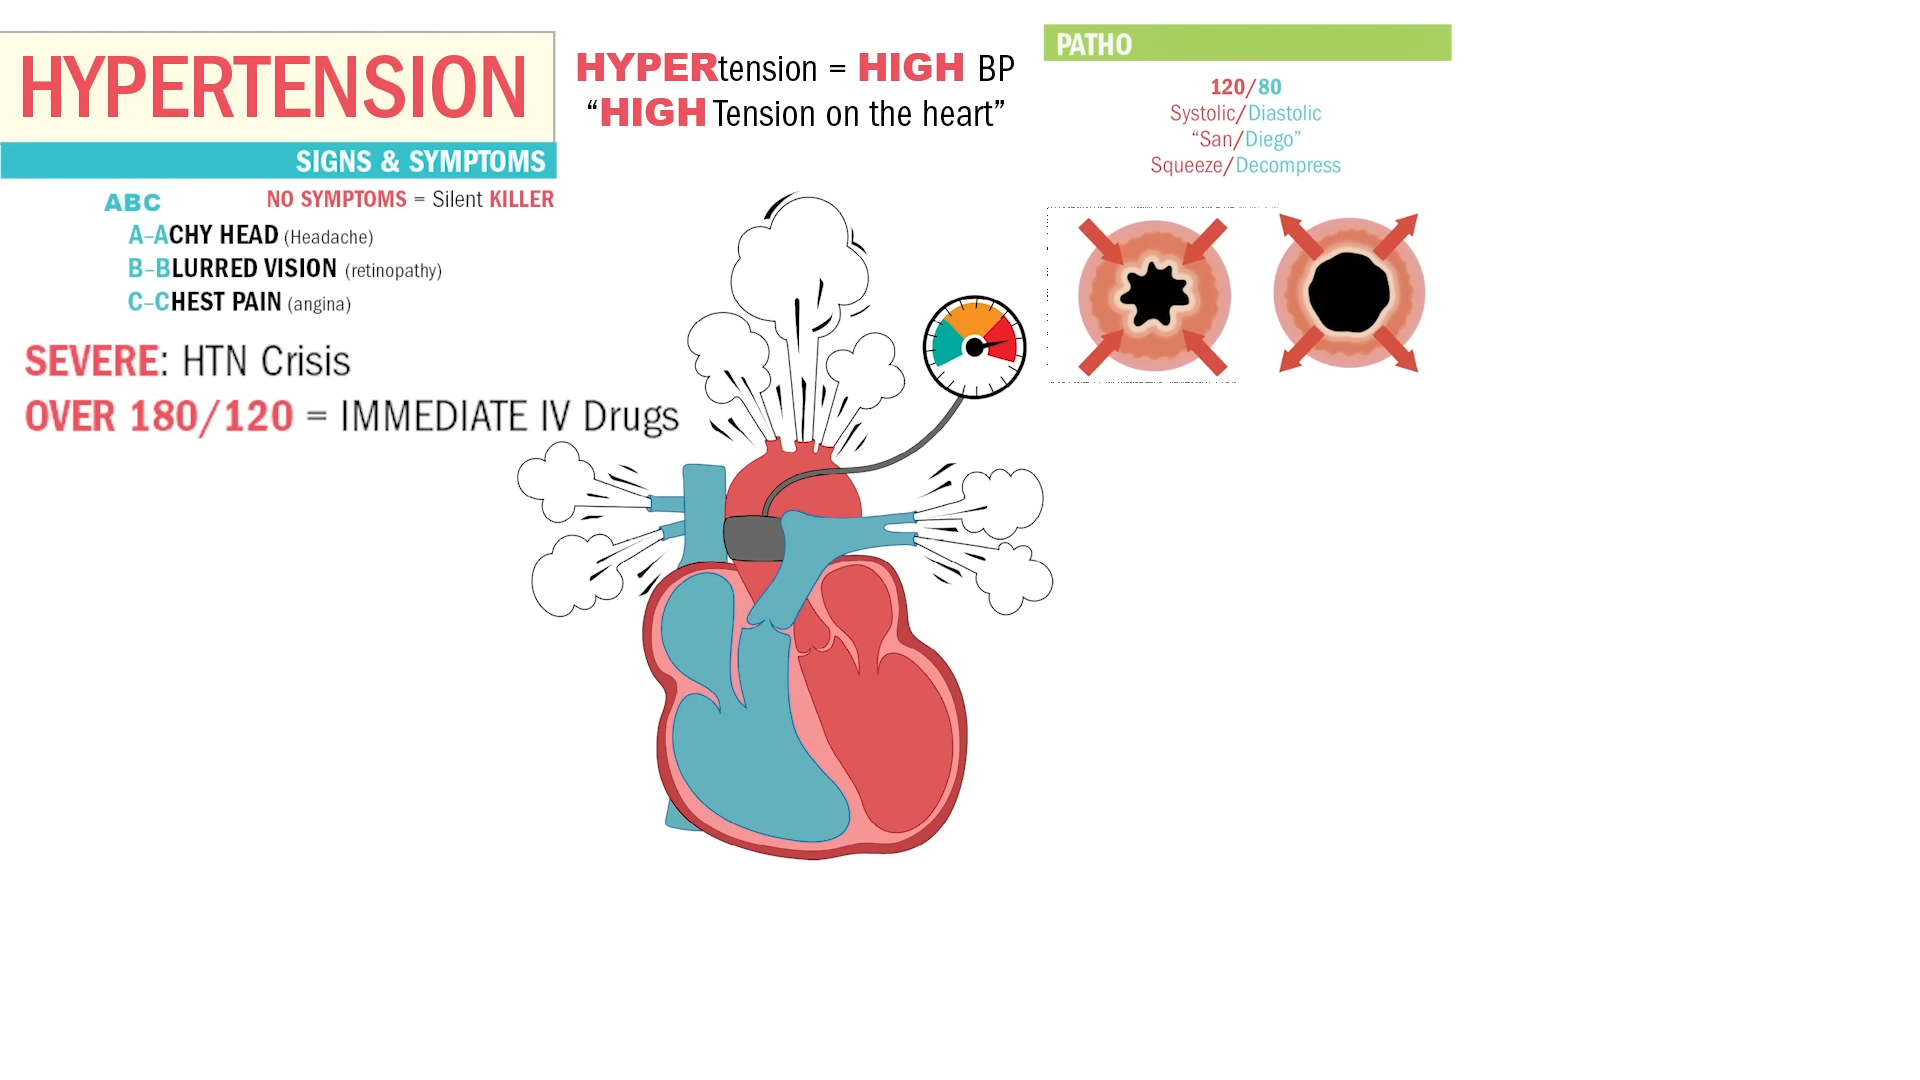 HYPERTENSION
SIGNS & SYMPTOMS
NO SYMPTOMS = Silent KILLER
ABC
A–ACHY HEAD (Headache)
B–BLURRED VISION (retinopathy)
C–CHEST PAIN (angina)
SEVERE: HTN Crisis
OVER 180/120 = IMMEDIATE IV Drugs
HYPERtension = HIGH BP
“HIGH Tension on the heart”
PATHO
120/80
Systolic/Diastolic
“San/Diego”
Squeeze/Decompress